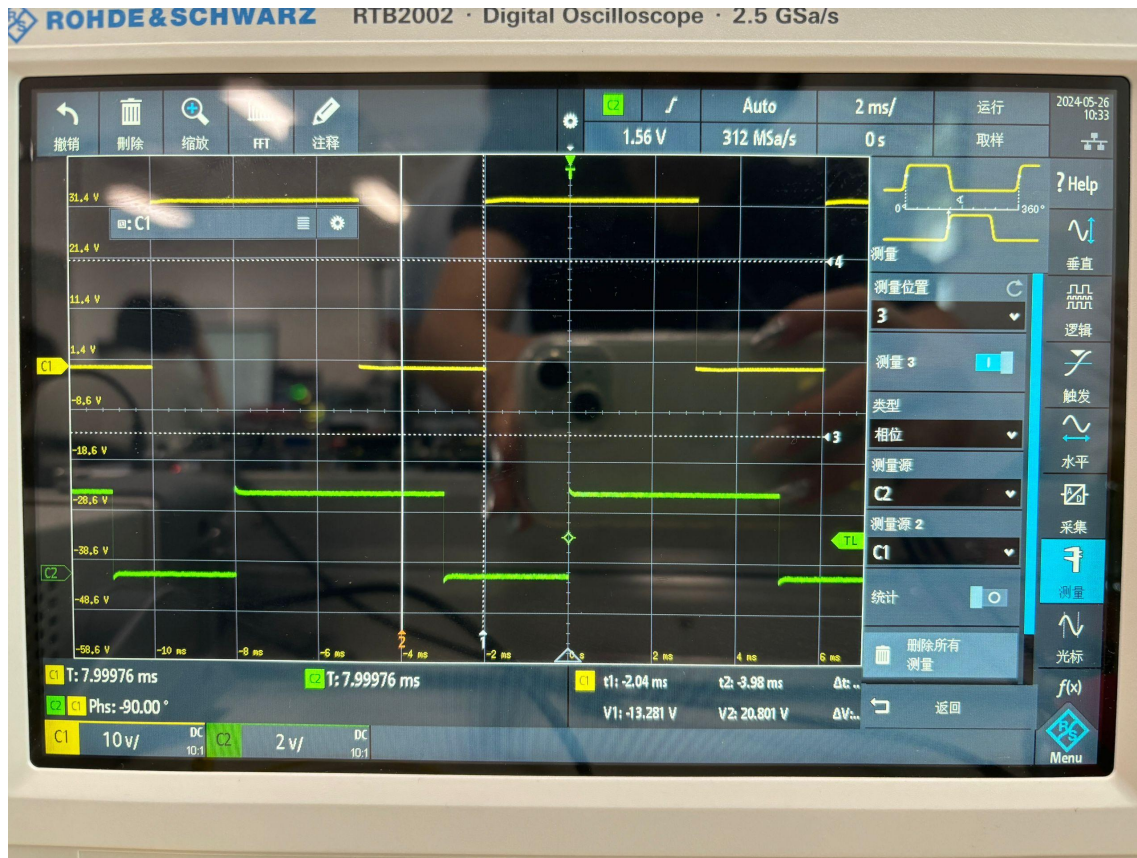 ROHDE&SCHWARZ RTB2002 · Digital Oscilloscope · 2.5 GSa/s
撤销 删除 缩放 FFT 注释
C2 Auto 2 ms/ 运行
1.56 V 312 MSa/s 0 s 取样
2024-05-26
10:33
31.4 V
: C1
21.4 V
4
11.4 V
1.4 V
C1
-8.6 V
3
-18.6 V
-28.6 V
-38.6 V
TL
C2
-48.6 V
2 1
-58.6 V -10 ms -8 ms -6 ms -4 ms -2 ms 0 s 2 ms 4 ms 6 ms
0° 360°
测量
测量位置
3
测量 3
类型
相位
测量源
C2
测量源 2
C1
统计
删除所有
测量
返回
? Help
垂直
逻辑
触发
水平
采集
测量
光标
f(x)
R S
Menu
C1 T: 7.99976 ms C2 T: 7.99976 ms
C2 C1 Phs: -90.00 °
C1 t1: -2.04 ms t2: -3.98 ms Δt: ..
V1: -13.281 V V2: 20.801 V ΔV:..
C1 10 V/ DC 10:1 C2 2 V/ DC 10:1